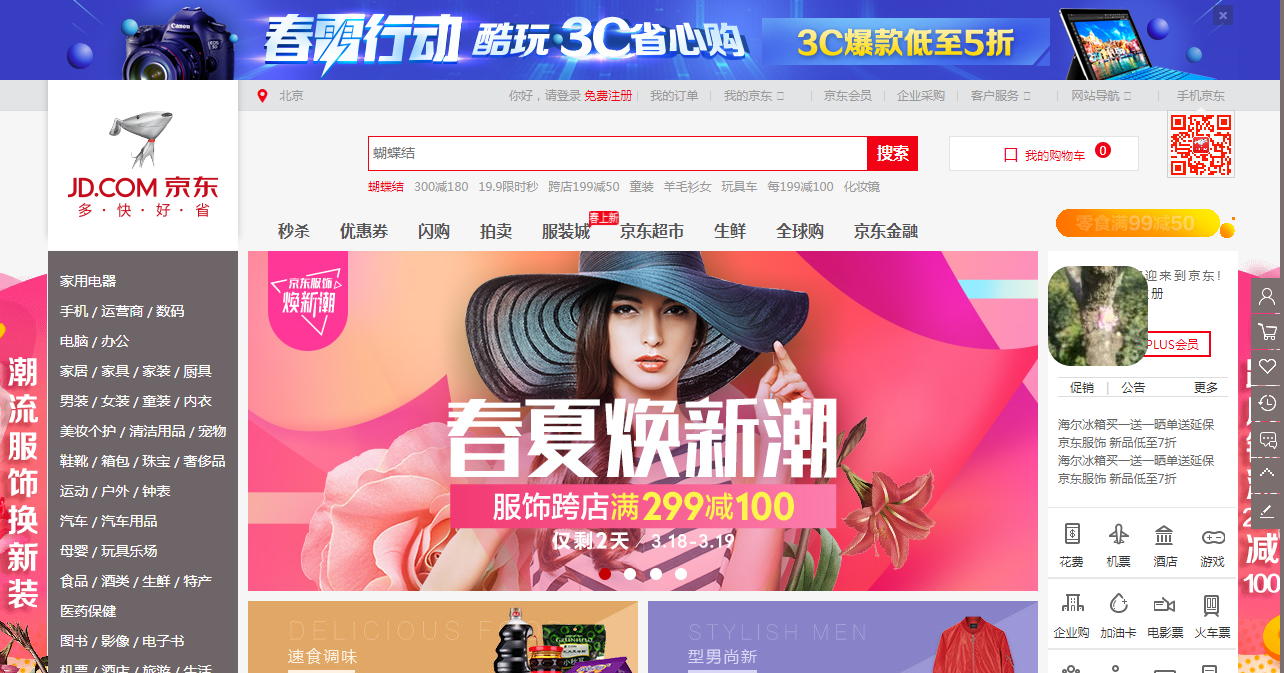 Canon
春雷行动 酷玩·3C省心购
3C爆款低至5折
北京
你好，请登录 免费注册
我的订单
我的京东
京东会员
企业采购
客户服务
网站导航
手机京东
JD.COM 京东
多·快·好·省
蝴蝶结
搜索
我的购物车
0
蝴蝶结 300减180 19.9限时秒 跨店199减50 童装 羊毛衫女 玩具车 每199减100 化妆镜
秒杀 优惠券 闪购 拍卖 服装城 京东超市 生鲜 全球购 京东金融
春上新
零食满99减50
家用电器
手机 / 运营商 / 数码
电脑 / 办公
家居 / 家具 / 家装 / 厨具
男装 / 女装 / 童装 / 内衣
美妆个护 / 清洁用品 / 宠物
鞋靴 / 箱包 / 珠宝 / 奢侈品
运动 / 户外 / 钟表
汽车 / 汽车用品
母婴 / 玩具乐场
食品 / 酒类 / 生鲜 / 特产
医药保健
图书 / 影像 / 电子书
机票 / 酒店 / 旅游 / 生活
潮流服饰换新装
京东服饰
焕新潮
春夏焕新潮
服饰跨店满299减100
仅剩2天 3.18-3.19
DELICIOUS F
速食调味
STYLISH MEN
型男尚新
迎来到京东！
册
PLUS会员
促销
公告
更多
海尔冰箱买一送一晒单送延保
京东服饰 新品低至7折
海尔冰箱买一送一晒单送延保
京东服饰 新品低至7折
花费 机票 酒店 游戏
企业购 加油卡 电影票 火车票
减
100